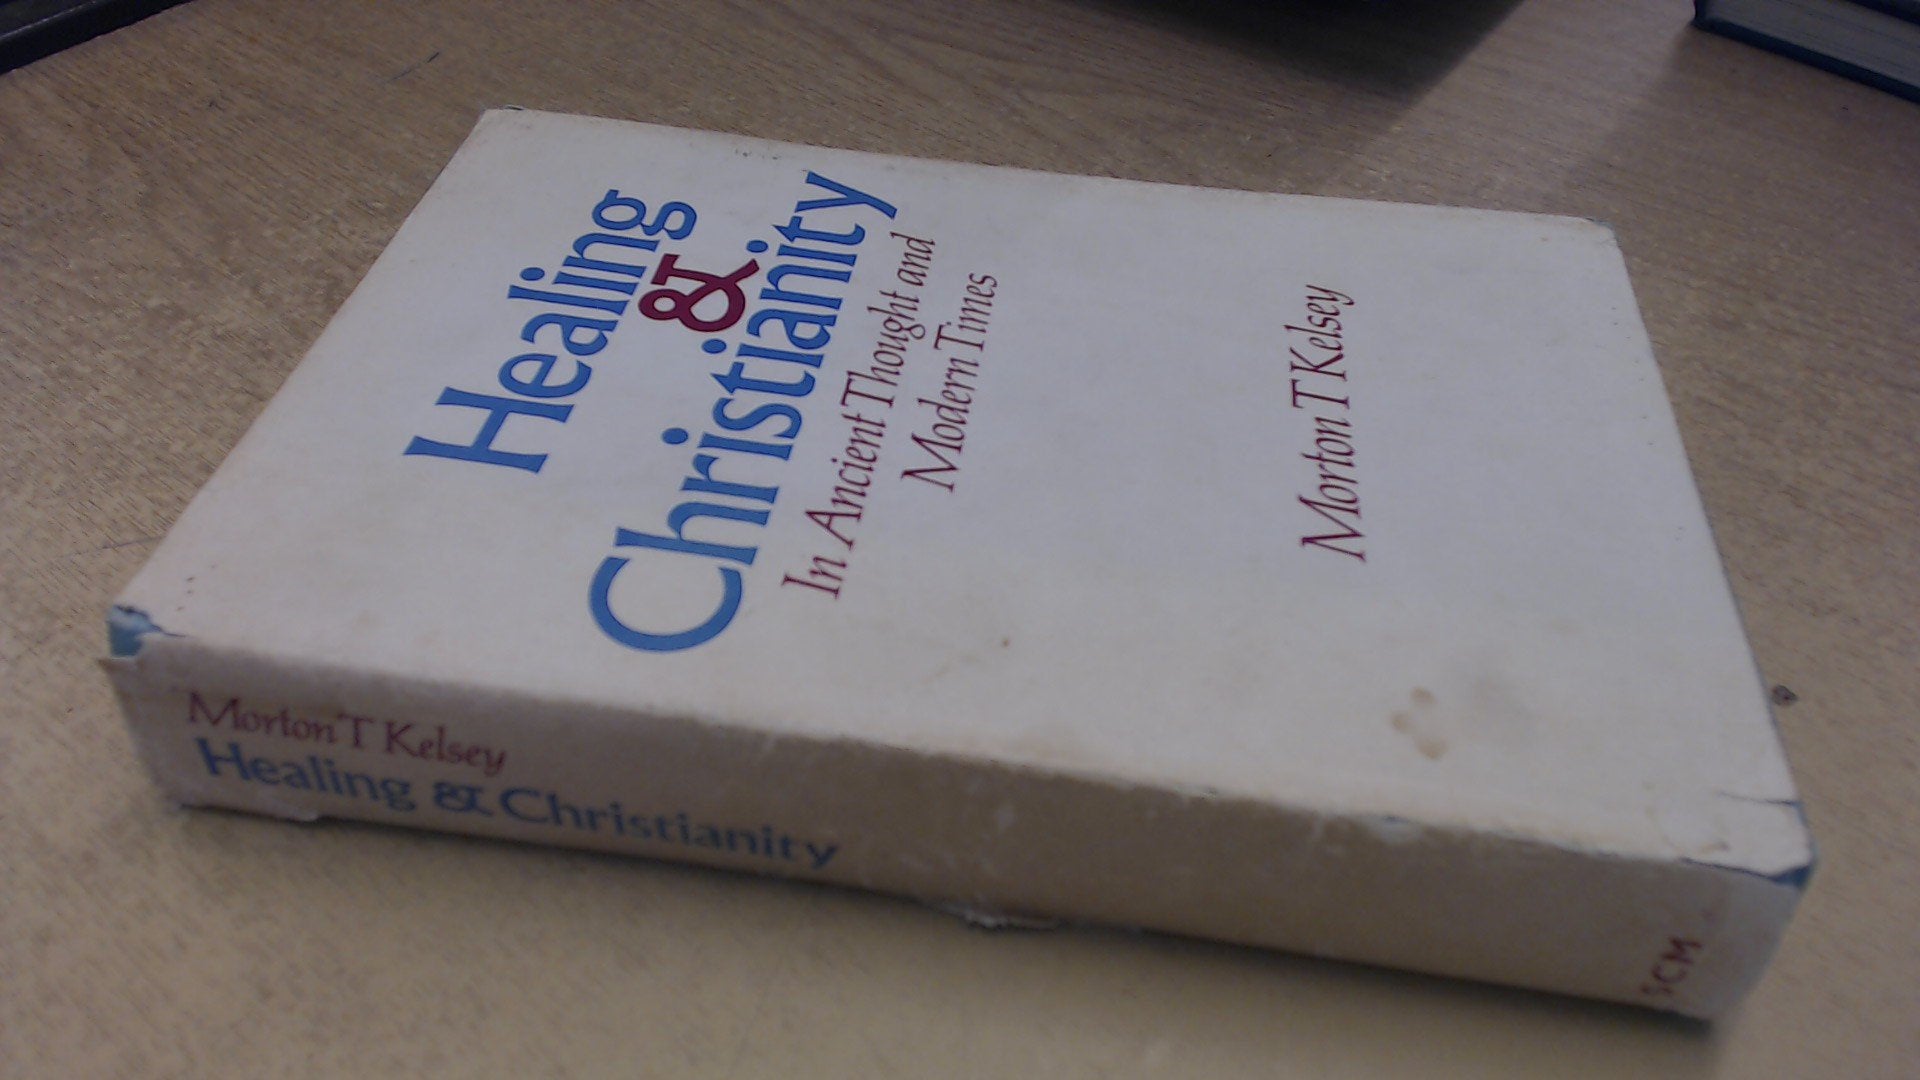 Healing
&
Christianity
In Ancient Thought and
Modern Times
Morton T Kelsey
Morton T Kelsey
Healing & Christianity
SCM